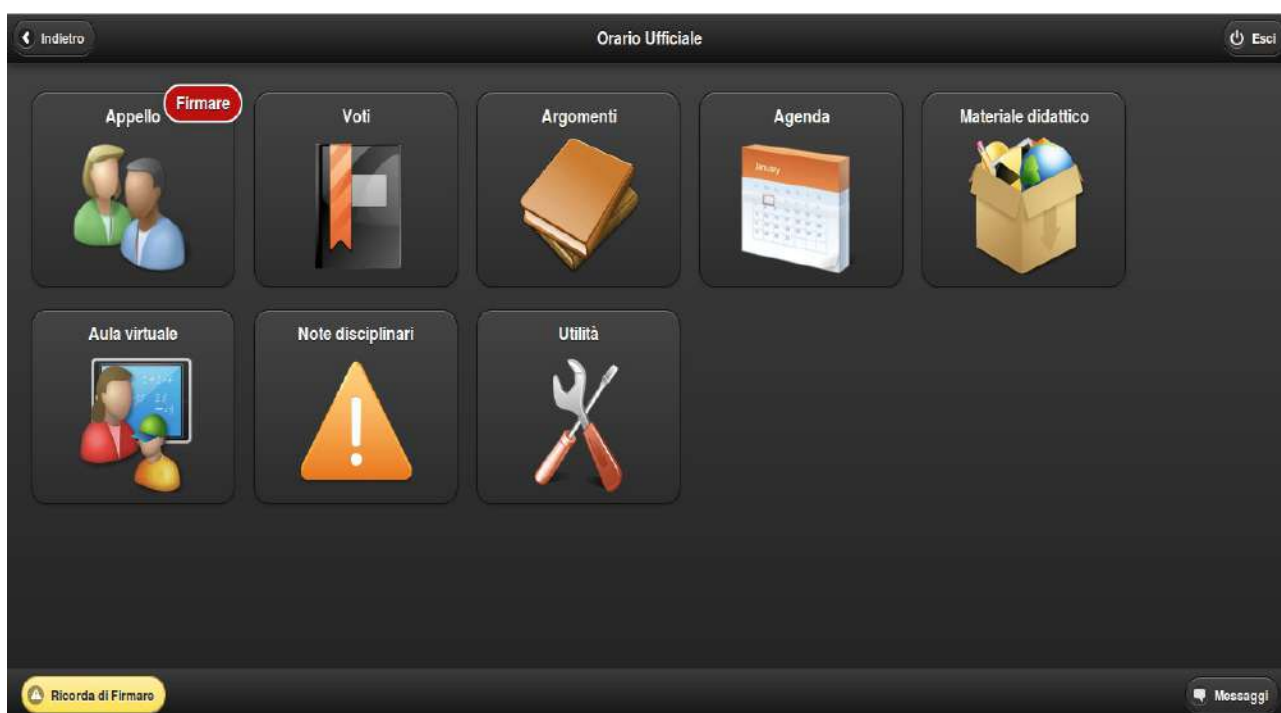 Indietro
Orario Ufficiale
Esci
Appello
Firmare
Voti
Argomenti
Agenda
Materiale didattico
January
Aula virtuale
Note disciplinari
Utilità
Ricorda di Firmare
Messaggi